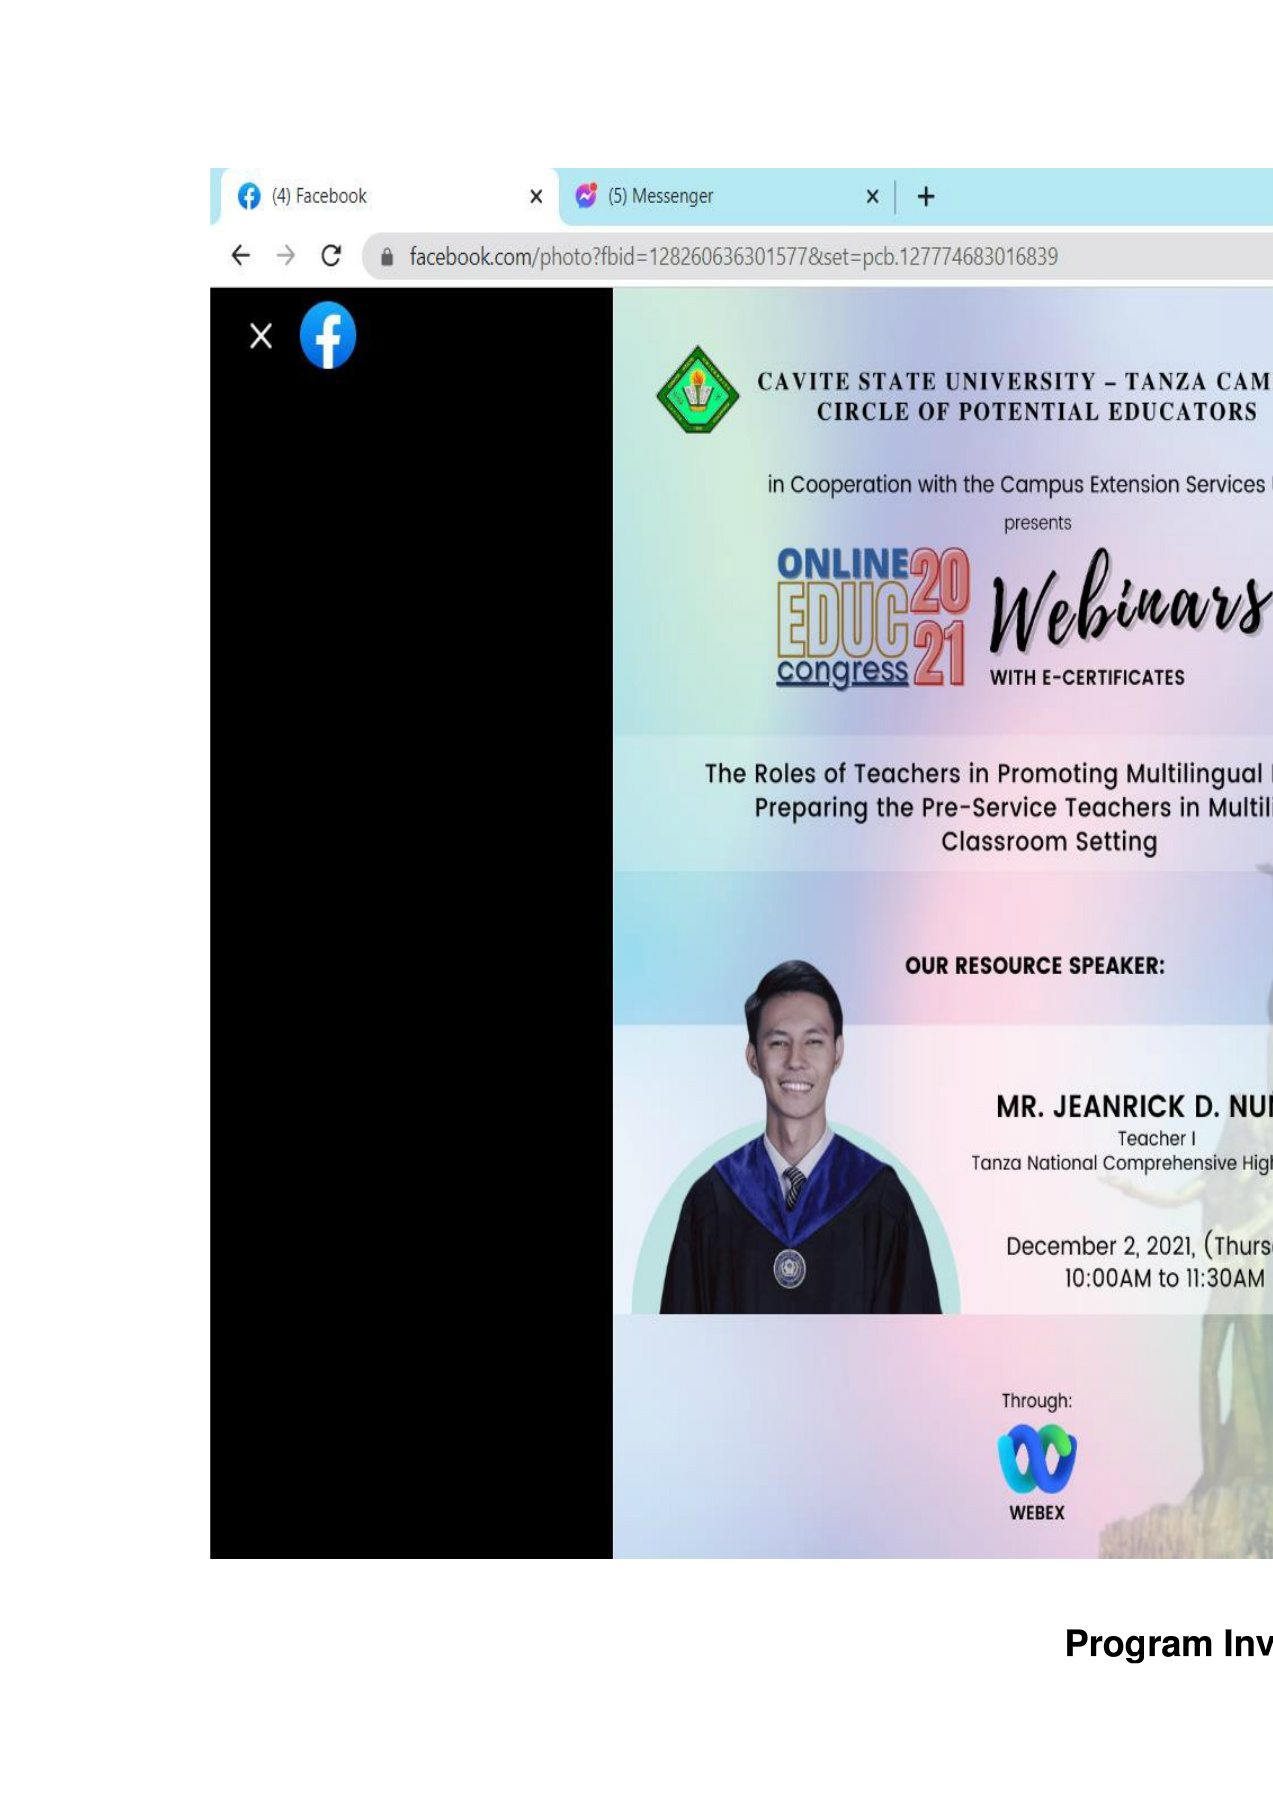 (4) Facebook
(5) Messenger
facebook.com/photo?fbid=128260636301577&set=pcb.127774683016839
CAVITE STATE UNIVERSITY – TANZA CAM
CIRCLE OF POTENTIAL EDUCATORS
in Cooperation with the Campus Extension Services
presents
ONLINE
EDUC
congress
20
21
Webinars
WITH E-CERTIFICATES
The Roles of Teachers in Promoting Multilingual
Preparing the Pre-Service Teachers in Multili
Classroom Setting
OUR RESOURCE SPEAKER:
MR. JEANRICK D. NU
Teacher I
Tanza National Comprehensive Hig
December 2, 2021, (Thurs
10:00AM to 11:30AM
Through:
WEBEX
Program Inv